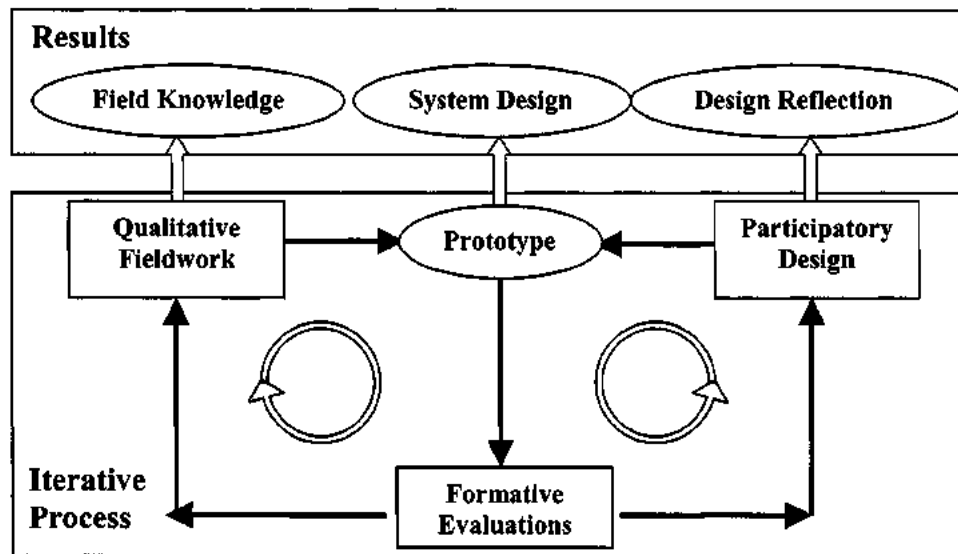 Results
Field Knowledge
System Design
Design Reflection
Qualitative
Fieldwork
Prototype
Participatory
Design
Iterative
Process
Formative
Evaluations